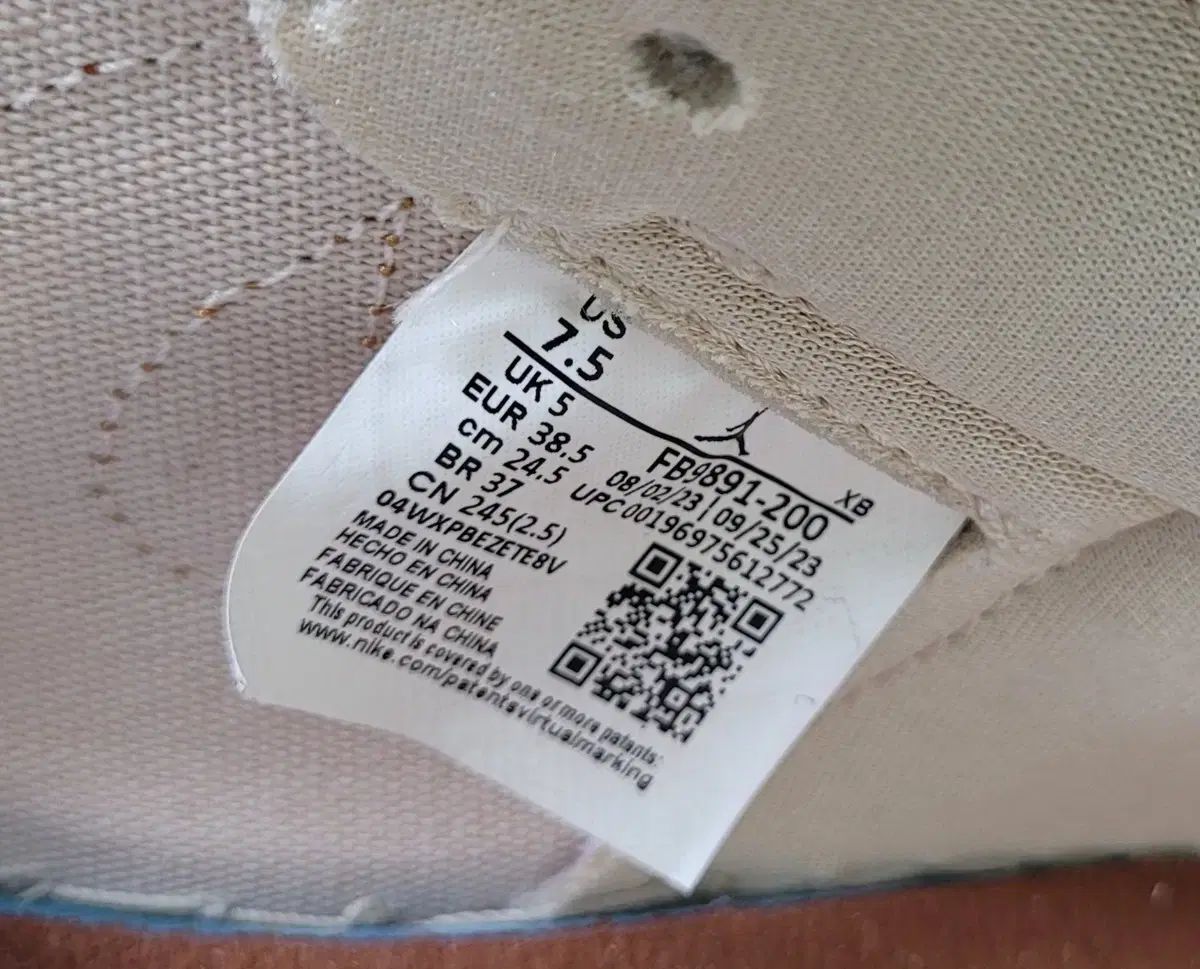 US
7.5
UK 5
EUR 38.5
cm 24.5
BR 37
CN 245(2.5)
04WXPBEZETE8V
MADE IN CHINA
HECHO EN CHINA
FABRIQUE EN CHINE
FABRICADO NA CHINA
This product is covered by one or more patents:
www.nike.com/patentsvirtualmarking
XB
FB9891-200
08/02/23 | 09/25/23
UPC 00196975612772